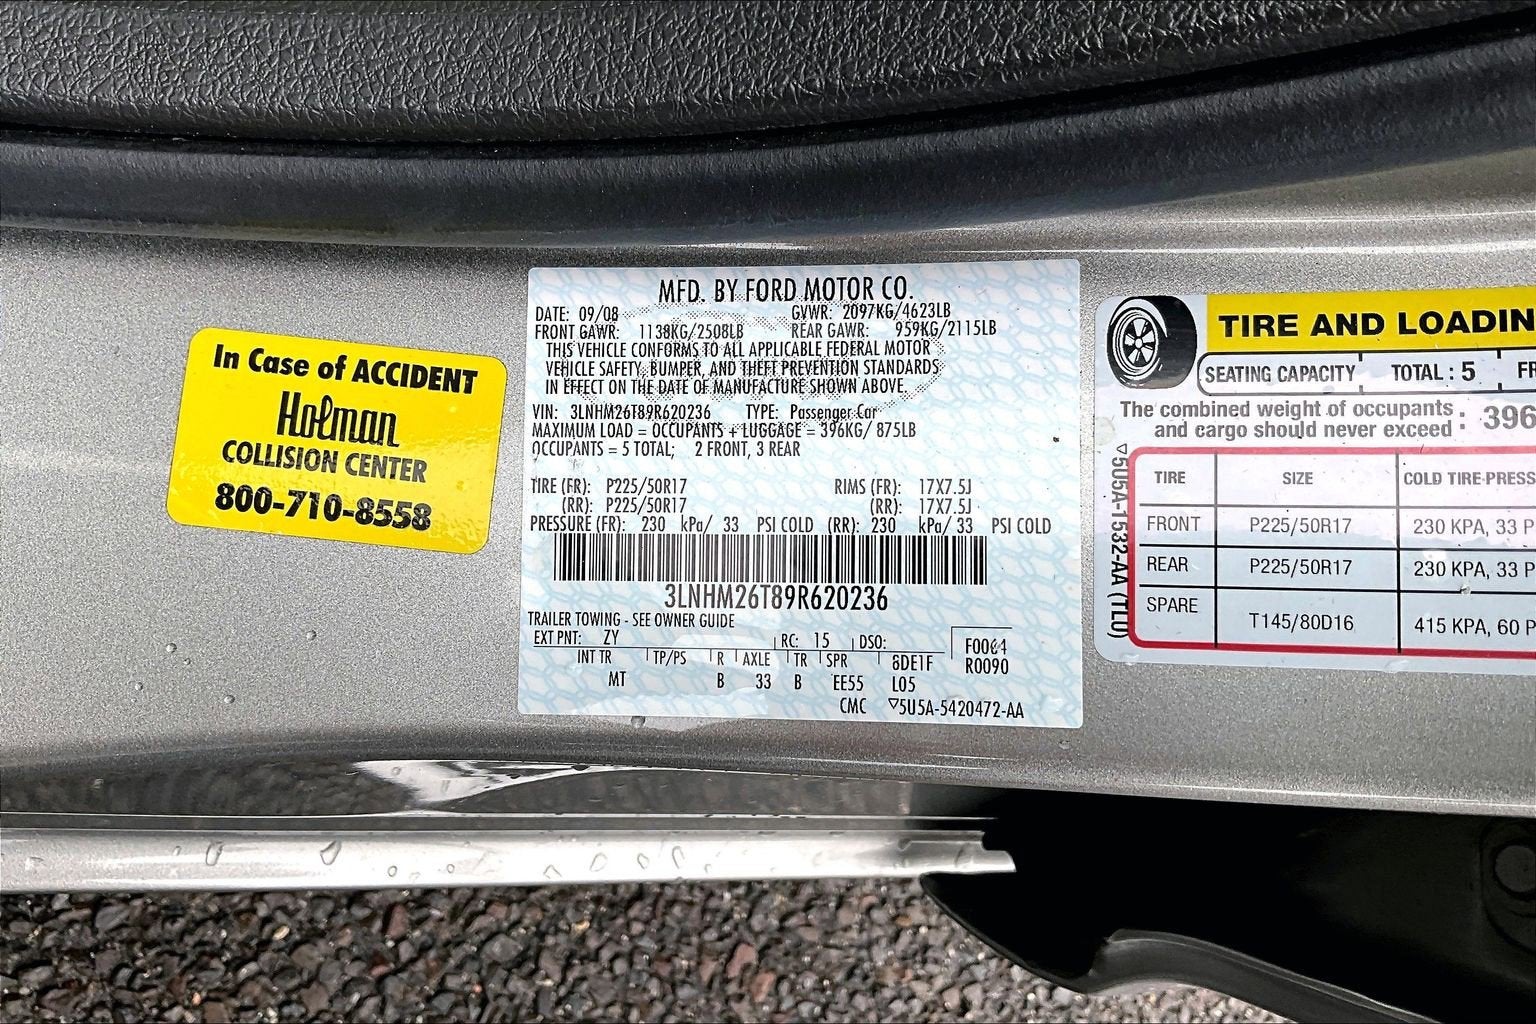 In Case of ACCIDENT
Holman
COLLISION CENTER
800-710-8558
MFD. BY FORD MOTOR CO.
DATE: 09/08 GVWR: 2097KG/4623LB
FRONT GAWR: 1138KG/2508LB REAR GAWR: 959KG/2115LB
THIS VEHICLE CONFORMS TO ALL APPLICABLE FEDERAL MOTOR
VEHICLE SAFETY, BUMPER, AND THEFT PREVENTION STANDARDS
IN EFFECT ON THE DATE OF MANUFACTURE SHOWN ABOVE.
VIN: 3LNHM26T89R620236 TYPE: Passenger Car
MAXIMUM LOAD = OCCUPANTS + LUGGAGE = 396KG/ 875LB
OCCUPANTS = 5 TOTAL; 2 FRONT, 3 REAR
TIRE (FR): P225/50R17 RIMS (FR): 17X7.5J
(RR): P225/50R17 (RR): 17X7.5J
PRESSURE (FR): 230 kPa/ 33 PSI COLD (RR): 230 kPa/ 33 PSI COLD
3LNHM26T89R620236
TRAILER TOWING - SEE OWNER GUIDE
EXT PNT: ZY RC: 15 DSO: F0064
INT TR TP/PS R AXLE TR SPR 8DE1F R0090
MT B 33 B EE55 L05
CMC ▽5U5A-5420472-AA
TIRE AND LOADIN
SEATING CAPACITY TOTAL : 5 FR
The combined weight of occupants
and cargo should never exceed : 396
▽5U5A-1532-AA (TL0)
TIRE SIZE COLD TIRE PRESS
FRONT P225/50R17 230 KPA, 33 P
REAR P225/50R17 230 KPA, 33 P
SPARE T145/80D16 415 KPA, 60 P